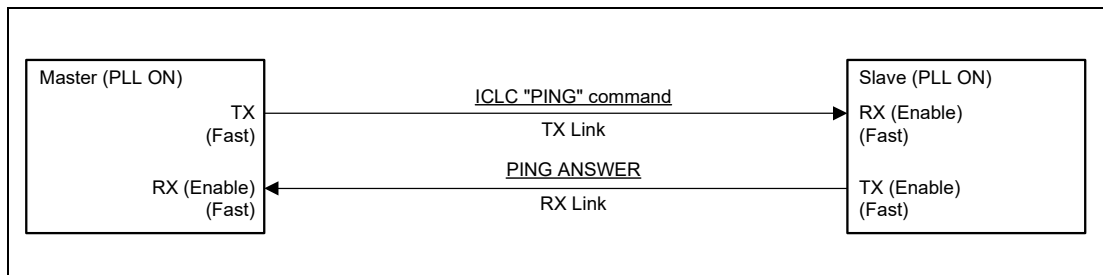 Master (PLL ON)
TX
(Fast)
RX (Enable)
(Fast)
ICLC "PING" command
TX Link
PING ANSWER
RX Link
Slave (PLL ON)
RX (Enable)
(Fast)
TX (Enable)
(Fast)